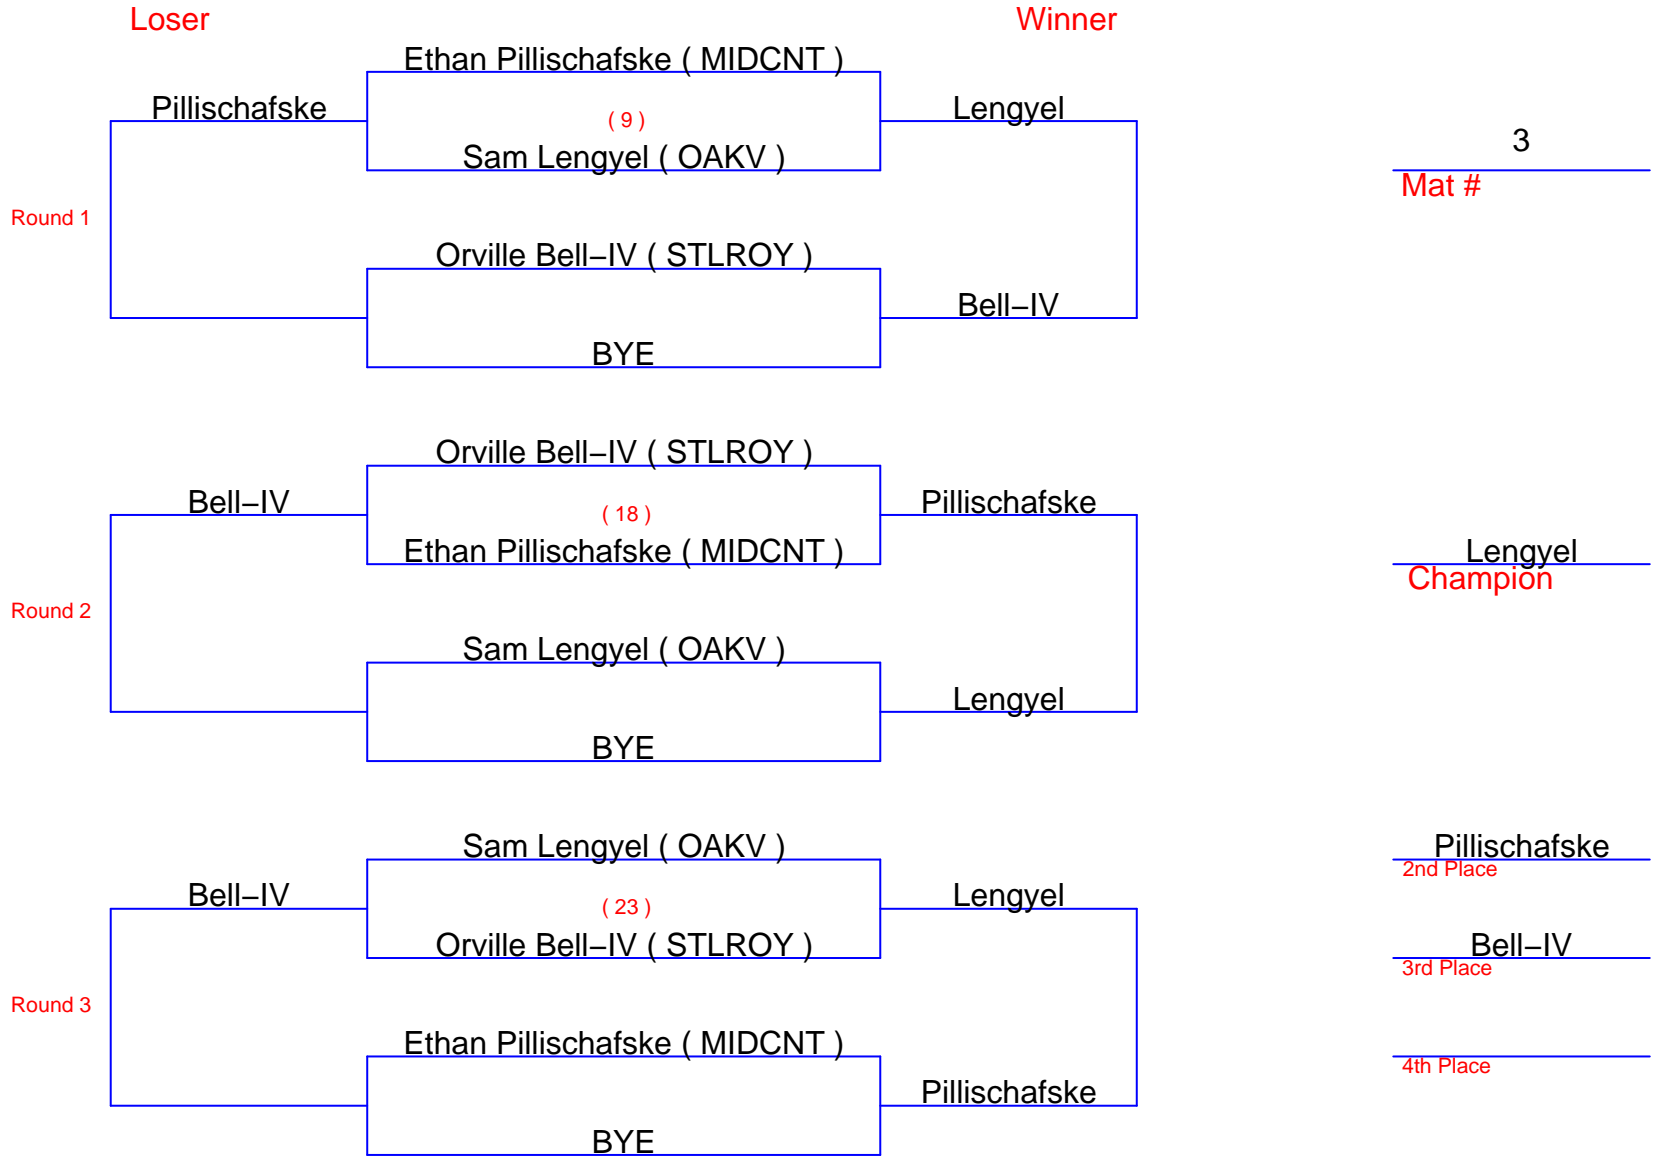 Loser
Winner
Ethan Pillischafske ( MIDCNT )
Pillischafske
( 9 )
Lengyel
Sam Lengyel ( OAKV )
3
Mat #
Round 1
Orville Bell–IV ( STLROY )
Bell–IV
BYE
Orville Bell–IV ( STLROY )
Bell–IV
( 18 )
Pillischafske
Ethan Pillischafske ( MIDCNT )
Lengyel
Champion
Round 2
Sam Lengyel ( OAKV )
Lengyel
BYE
Sam Lengyel ( OAKV )
Pillischafske
2nd Place
Bell–IV
( 23 )
Lengyel
Orville Bell–IV ( STLROY )
Bell–IV
3rd Place
Round 3
Ethan Pillischafske ( MIDCNT )
4th Place
Pillischafske
BYE